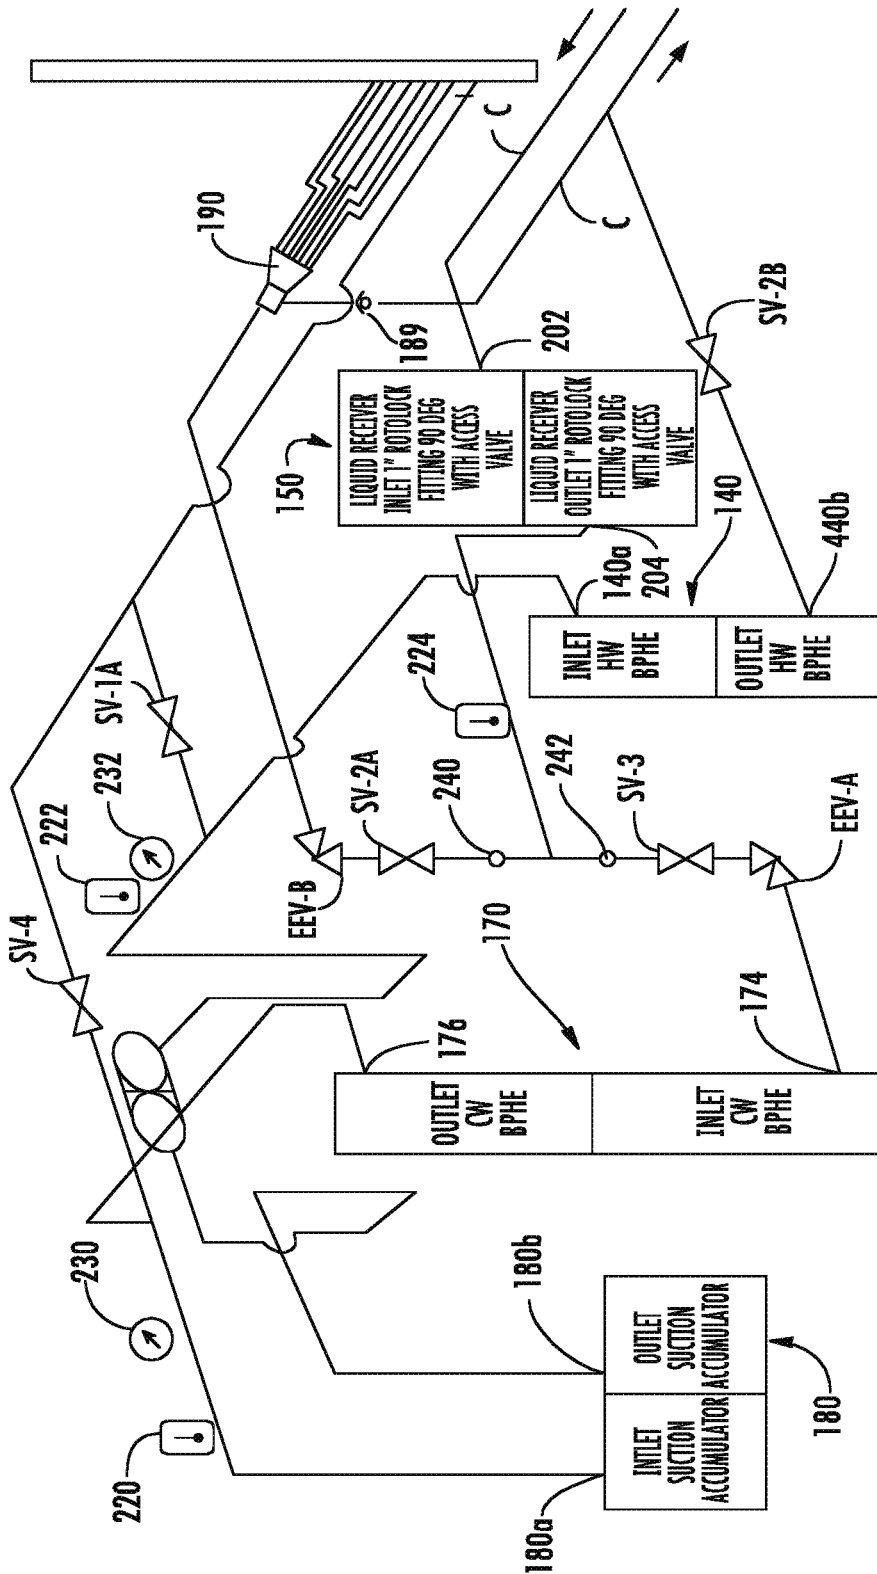 190
189
C
C
SV-2B
202
150
LIQUID RECEIVER
INLET 1" ROTOLOCK
FITTING 90 DEG
WITH ACCESS
VALVE
LIQUID RECEIVER
OUTLET 1" ROTOLOCK
FITTING 90 DEG
WITH ACCESS
VALVE
204
140
140a
440b
INLET
HW
BPHE
OUTLET
HW
BPHE
SV-1A
232
222
SV-4
224
SV-2A
240
242
SV-3
EEV-B
EEV-A
170
176
174
OUTLET
CW
BPHE
INLET
CW
BPHE
230
220
180b
180a
180
OUTLET
SUCTION
ACCUMULATOR
INTLET
SUCTION
ACCUMULATOR